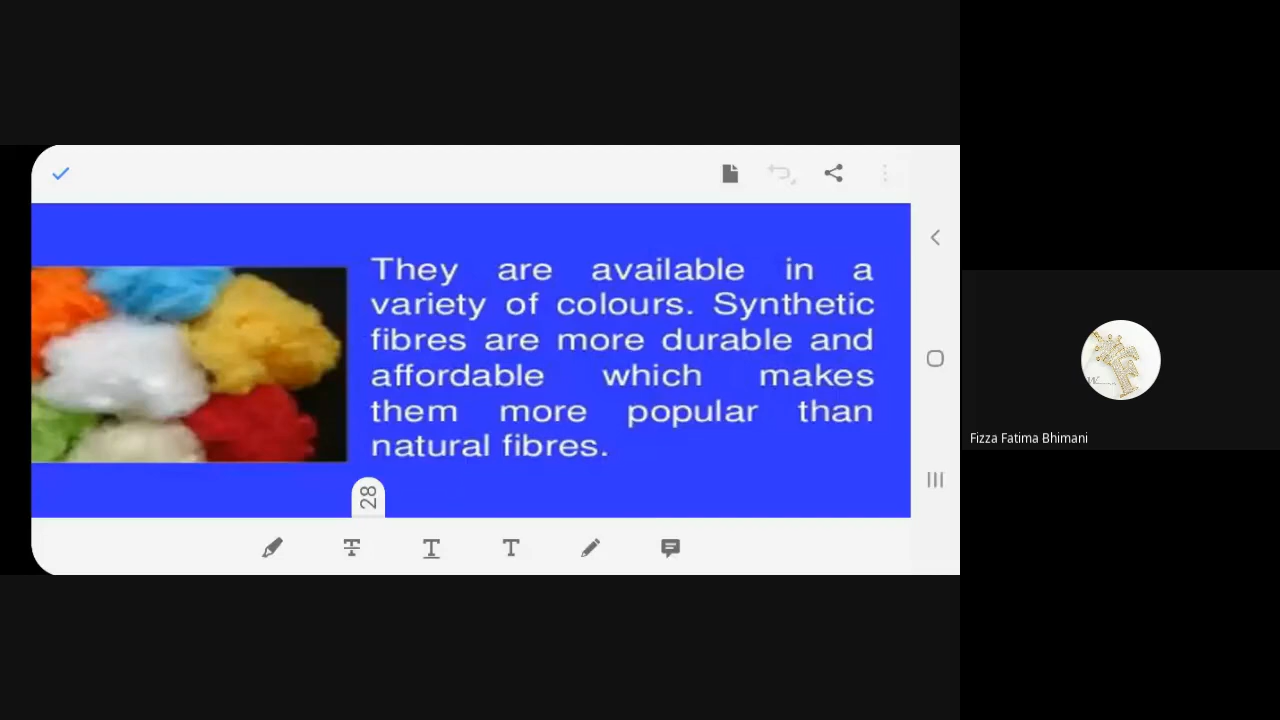 They are available in a
variety of colours. Synthetic
fibres are more durable and
affordable which makes
them more popular than
natural fibres.
28
Fizza Fatima Bhimani